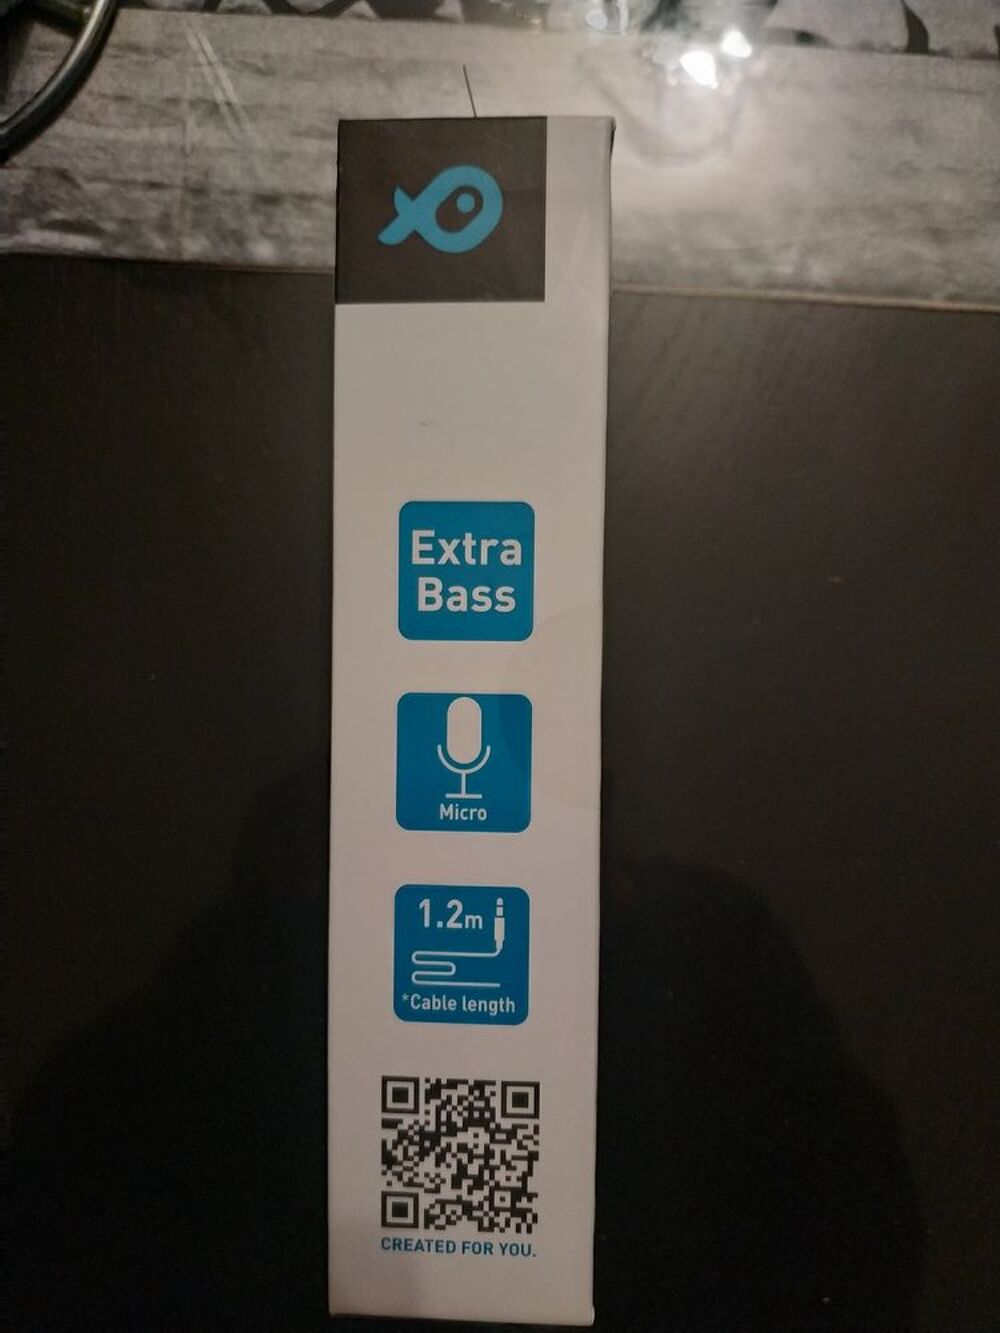 Extra
Bass
Micro
1.2m
*Cable length
CREATED FOR YOU.